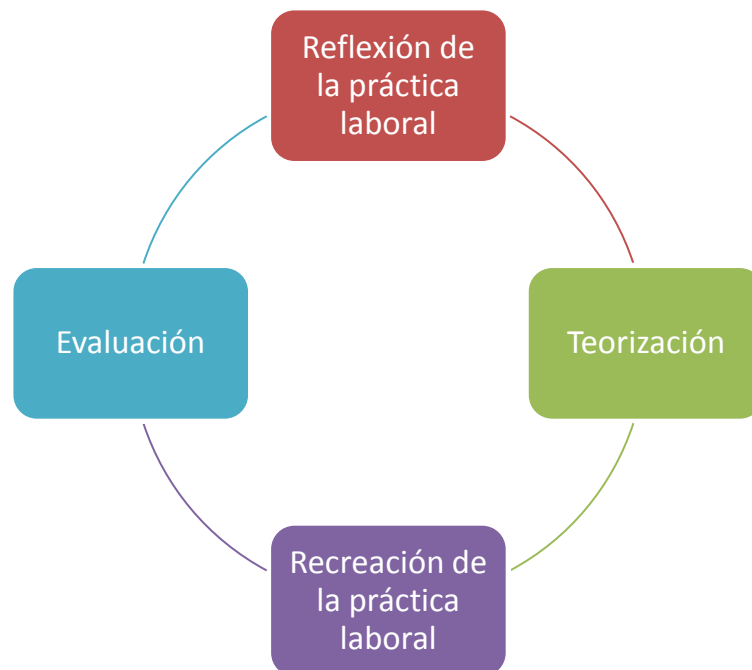 Reflexión de
la práctica
laboral
Evaluación
Teorización
Recreación de
la práctica
laboral